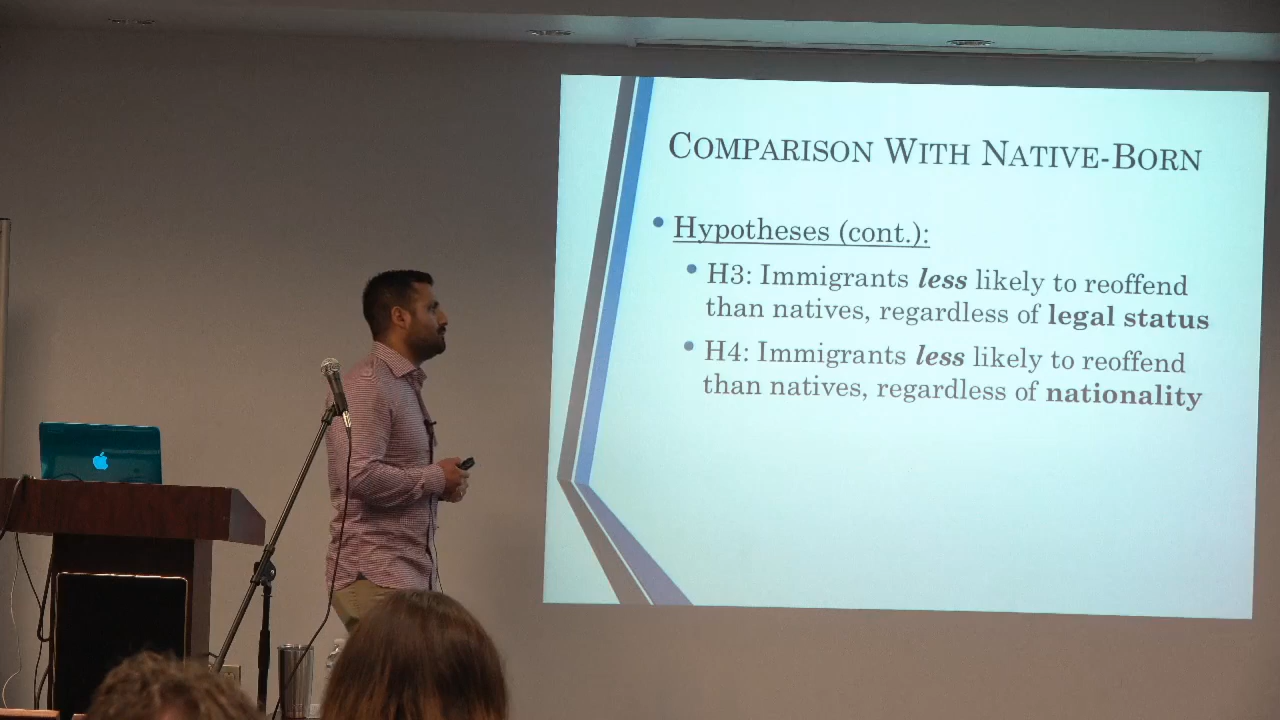 COMPARISON WITH NATIVE-BORN
Hypotheses (cont.):
H3: Immigrants less likely to reoffend
than natives, regardless of legal status
H4: Immigrants less likely to reoffend
than natives, regardless of nationality